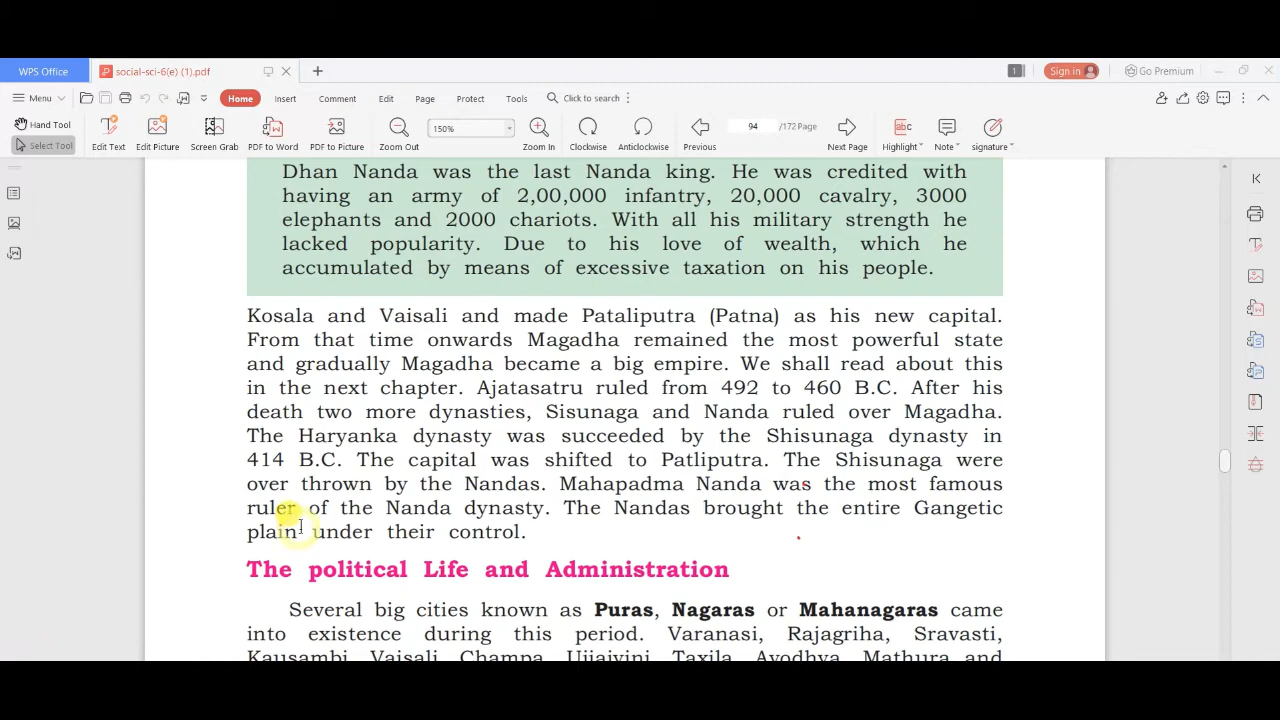 WPS Office social-sci-6(e) (1).pdf 1 Sign in Go Premium
Menu Home Insert Comment Edit Page Protect Tools Click to search
Hand Tool 150% 94 /172 Page
Select Tool Edit Text Edit Picture Screen Grab PDF to Word PDF to Picture Zoom Out Zoom In Clockwise Anticlockwise Previous Next Page Highlight Note signature
Dhan Nanda was the last Nanda king. He was credited with
having an army of 2,00,000 infantry, 20,000 cavalry, 3000
elephants and 2000 chariots. With all his military strength he
lacked popularity. Due to his love of wealth, which he
accumulated by means of excessive taxation on his people.
Kosala and Vaisali and made Pataliputra (Patna) as his new capital.
From that time onwards Magadha remained the most powerful state
and gradually Magadha became a big empire. We shall read about this
in the next chapter. Ajatasatru ruled from 492 to 460 B.C. After his
death two more dynasties, Sisunaga and Nanda ruled over Magadha.
The Haryanka dynasty was succeeded by the Shisunaga dynasty in
414 B.C. The capital was shifted to Patliputra. The Shisunaga were
over thrown by the Nandas. Mahapadma Nanda was the most famous
ruler of the Nanda dynasty. The Nandas brought the entire Gangetic
plain under their control.
The political Life and Administration
Several big cities known as Puras, Nagaras or Mahanagaras came
into existence during this period. Varanasi, Rajagriha, Sravasti,
Kausambi, Vaisali, Champa, Ujjaivini, Taxila, Ayodhya, Mathura and